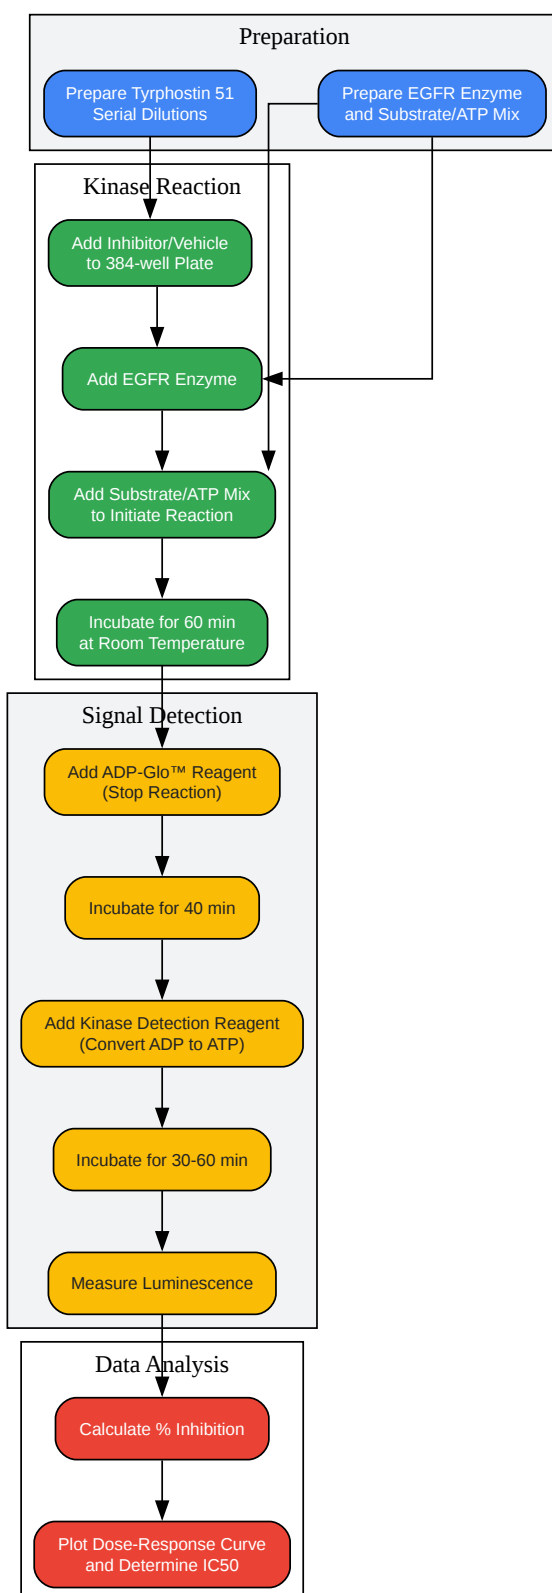 Preparation
Prepare Tyrphostin 51
Serial Dilutions
Prepare EGFR Enzyme
and Substrate/ATP Mix
Kinase Reaction
Add Inhibitor/Vehicle
to 384-well Plate
Add EGFR Enzyme
Add Substrate/ATP Mix
to Initiate Reaction
Incubate for 60 min
at Room Temperature
Signal Detection
Add ADP-Glo™ Reagent
(Stop Reaction)
Incubate for 40 min
Add Kinase Detection Reagent
(Convert ADP to ATP)
Incubate for 30-60 min
Measure Luminescence
Data Analysis
Calculate % Inhibition
Plot Dose-Response Curve
and Determine IC50